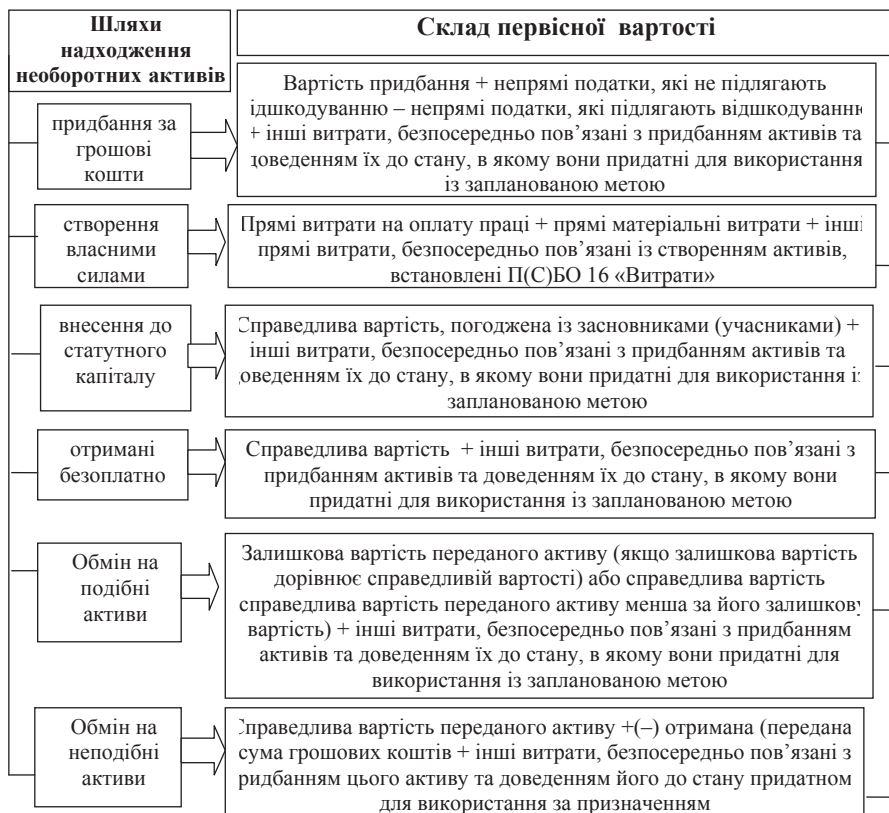 Шляхи
надходження
необоротних активів
Склад первісної вартості
придбання за
грошові
кошти
Вартість придбання + непрямі податки, які не підлягають
ідшкодуванню – непрямі податки, які підлягають відшкодуванн
+ інші витрати, безпосередньо пов’язані з придбанням активів та
доведенням їх до стану, в якому вони придатні для використання
із запланованою метою
створення
власними
силами
Прямі витрати на оплату праці + прямі матеріальні витрати + інші
прямі витрати, безпосередньо пов’язані із створенням активів,
встановлені П(С)БО 16 «Витрати»
внесення до
статутного
капіталу
Справедлива вартість, погоджена із засновниками (учасниками) +
інші витрати, безпосередньо пов’язані з придбанням активів та
доведенням їх до стану, в якому вони придатні для використання із
запланованою метою
отримані
безоплатно
Справедлива вартість + інші витрати, безпосередньо пов’язані з
придбанням активів та доведенням їх до стану, в якому вони
придатні для використання із запланованою метою
Обмін на
подібні
активи
Залишкова вартість переданого активу (якщо залишкова вартість
дорівнює справедливій вартості) або справедлива вартість
справедлива вартість переданого активу менша за його залишкову
вартість) + інші витрати, безпосередньо пов’язані з придбанням
активів та доведенням їх до стану, в якому вони придатні для
використання із запланованою метою
Обмін на
неподібні
активи
Справедлива вартість переданого активу +(–) отримана (передана
сума грошових коштів + інші витрати, безпосередньо пов’язані з
ридбанням цього активу та доведенням його до стану придатном
для використання за призначенням